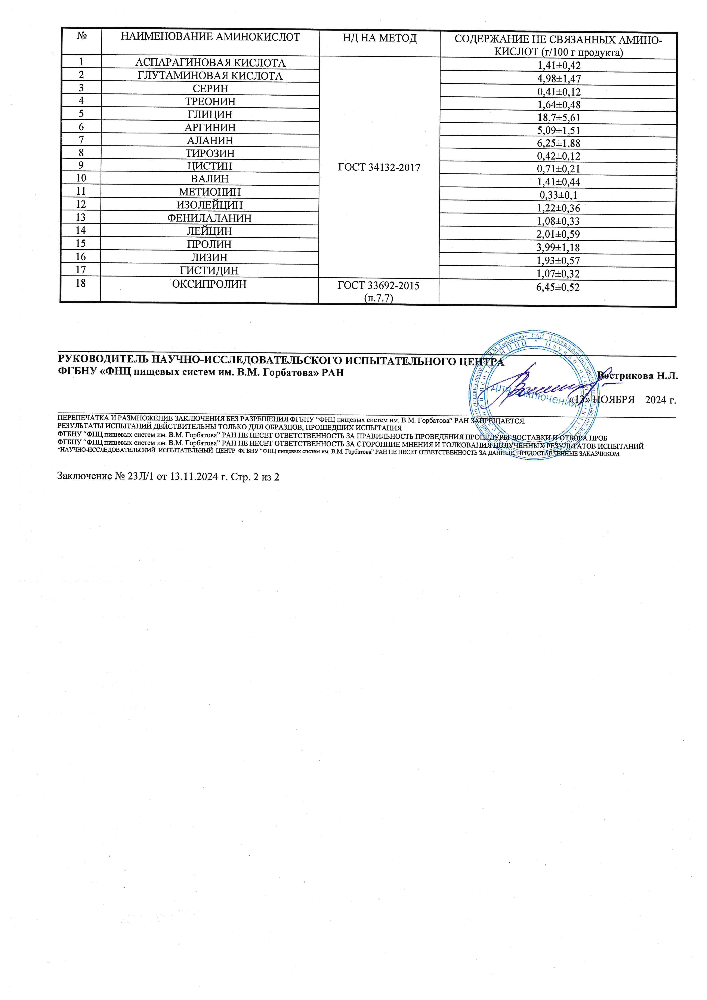 № НАИМЕНОВАНИЕ АМИНОКИСЛОТ НД НА МЕТОД СОДЕРЖАНИЕ НЕ СВЯЗАННЫХ АМИНО-
КИСЛОТ (г/100 г продукта)
1 АСПАРАГИНОВАЯ КИСЛОТА 1,41±0,42
2 ГЛУТАМИНОВАЯ КИСЛОТА 4,98±1,47
3 СЕРИН 0,41±0,12
4 ТРЕОНИН 1,64±0,48
5 ГЛИЦИН 18,7±5,61
6 АРГИНИН 5,09±1,51
7 АЛАНИН 6,25±1,88
8 ТИРОЗИН 0,42±0,12
9 ЦИСТИН ГОСТ 34132-2017 0,71±0,21
10 ВАЛИН 1,41±0,44
11 МЕТИОНИН 0,33±0,1
12 ИЗОЛЕЙЦИН 1,22±0,36
13 ФЕНИЛАЛАНИН 1,08±0,33
14 ЛЕЙЦИН 2,01±0,59
15 ПРОЛИН 3,99±1,18
16 ЛИЗИН 1,93±0,57
17 ГИСТИДИН 1,07±0,32
18 ОКСИПРОЛИН ГОСТ 33692-2015 6,45±0,52
(п.7.7)
РУКОВОДИТЕЛЬ НАУЧНО-ИССЛЕДОВАТЕЛЬСКОГО ИСПЫТАТЕЛЬНОГО ЦЕНТРА
ФГБНУ «ФНЦ пищевых систем им. В.М. Горбатова» РАН Вострикова Н.Л.
для заключений
«13» НОЯБРЯ 2024 г.
ПЕРЕПЕЧАТКА И РАЗМНОЖЕНИЕ ЗАКЛЮЧЕНИЯ БЕЗ РАЗРЕШЕНИЯ ФГБНУ “ФНЦ пищевых систем им. В.М. Горбатова” РАН ЗАПРЕЩАЕТСЯ.
РЕЗУЛЬТАТЫ ИСПЫТАНИЙ ДЕЙСТВИТЕЛЬНЫ ТОЛЬКО ДЛЯ ОБРАЗЦОВ, ПРОШЕДШИХ ИСПЫТАНИЯ
ФГБНУ “ФНЦ пищевых систем им. В.М. Горбатова” РАН НЕ НЕСЕТ ОТВЕТСТВЕННОСТЬ ЗА ПРАВИЛЬНОСТЬ ПРОВЕДЕНИЯ ПРОЦЕДУРЫ ДОСТАВКИ И ОТБОРА ПРОБ
ФГБНУ “ФНЦ пищевых систем им. В.М. Горбатова” РАН НЕ НЕСЕТ ОТВЕТСТВЕННОСТЬ ЗА СТОРОННИЕ МНЕНИЯ И ТОЛКОВАНИЯ ПОЛУЧЕННЫХ РЕЗУЛЬТАТОВ ИСПЫТАНИЙ
*НАУЧНО-ИССЛЕДОВАТЕЛЬСКИЙ ИСПЫТАТЕЛЬНЫЙ ЦЕНТР ФГБНУ “ФНЦ пищевых систем им. В.М. Горбатова” РАН НЕ НЕСЕТ ОТВЕТСТВЕННОСТЬ ЗА ДАННЫЕ, ПРЕДОСТАВЛЕННЫЕ ЗАКАЗЧИКОМ.
Заключение № 23Л/1 от 13.11.2024 г. Стр. 2 из 2